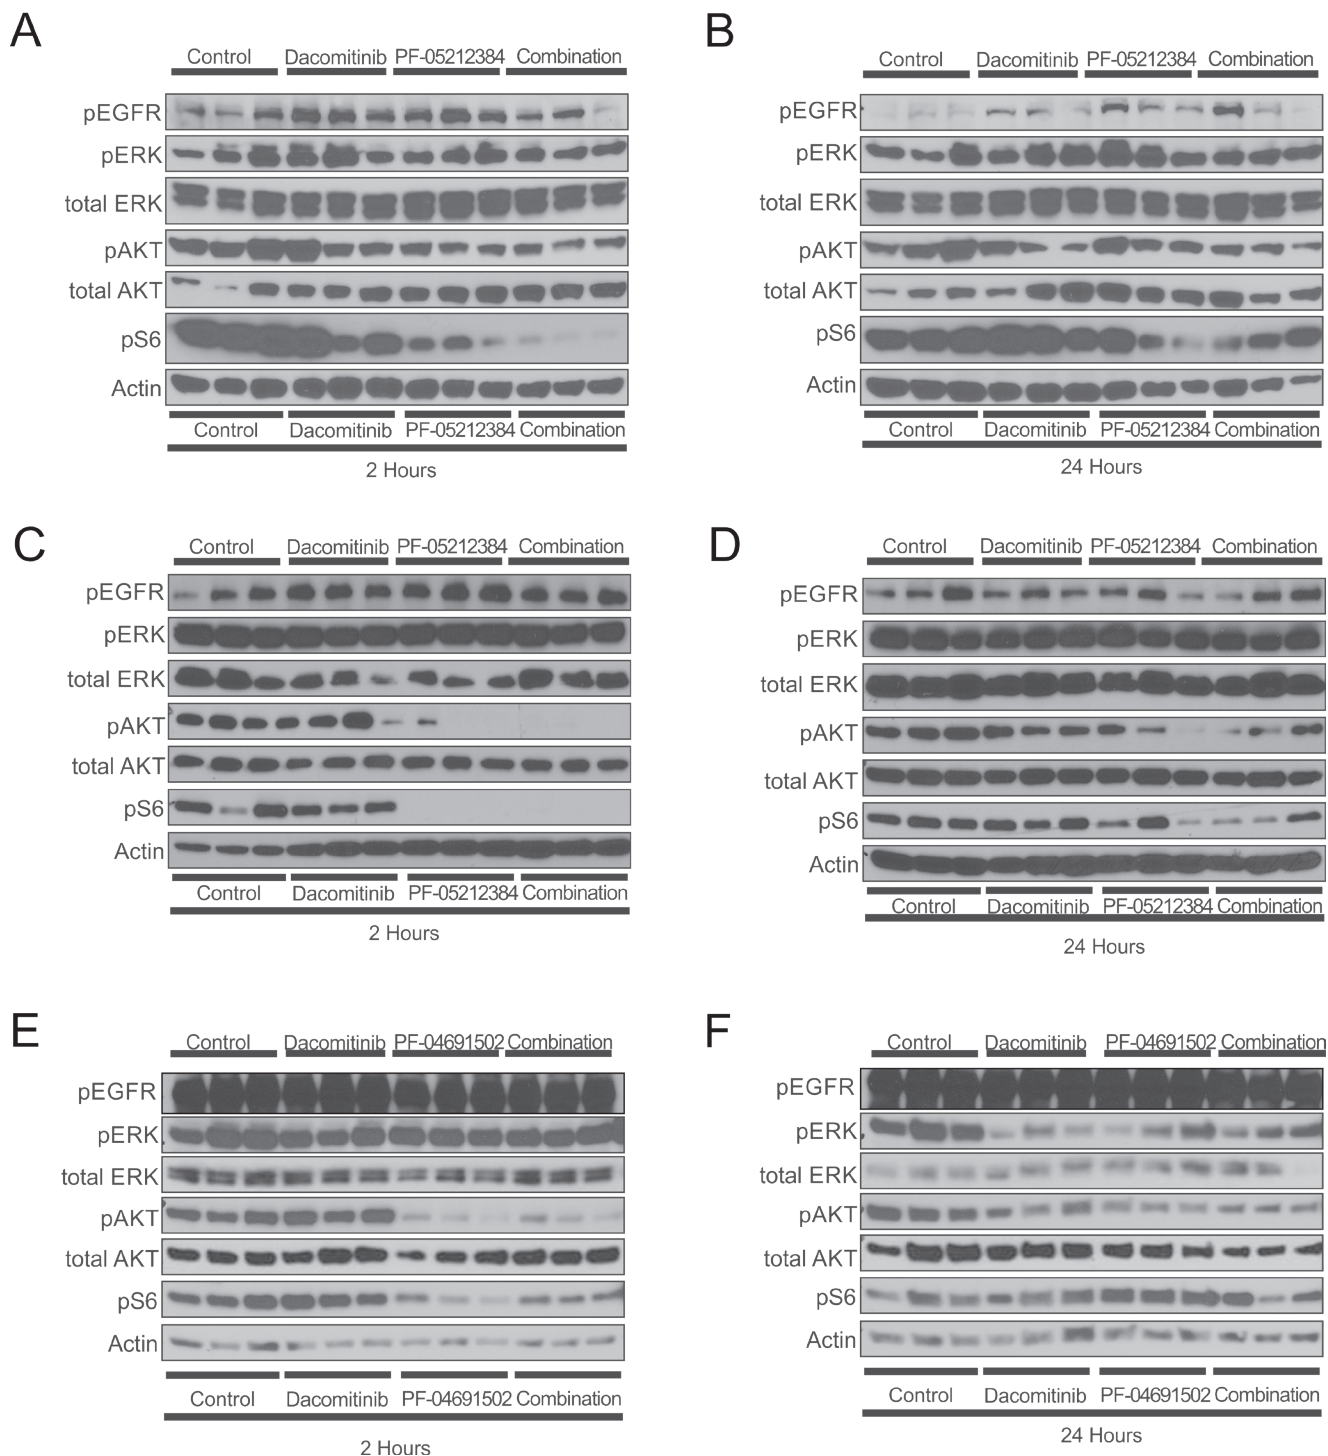 A
Control Dacomitinib PF-05212384 Combination
pEGFR
pERK
total ERK
pAKT
total AKT
pS6
Actin
Control Dacomitinib PF-05212384 Combination
2 Hours
B
Control Dacomitinib PF-05212384 Combination
pEGFR
pERK
total ERK
pAKT
total AKT
pS6
Actin
Control Dacomitinib PF-05212384 Combination
24 Hours
C
Control Dacomitinib PF-05212384 Combination
pEGFR
pERK
total ERK
pAKT
total AKT
pS6
Actin
Control Dacomitinib PF-05212384 Combination
2 Hours
D
Control Dacomitinib PF-05212384 Combination
pEGFR
pERK
total ERK
pAKT
total AKT
pS6
Actin
Control Dacomitinib PF-05212384 Combination
24 Hours
E
Control Dacomitinib PF-04691502 Combination
pEGFR
pERK
total ERK
pAKT
total AKT
pS6
Actin
Control Dacomitinib PF-04691502 Combination
2 Hours
F
Control Dacomitinib PF-04691502 Combination
pEGFR
pERK
total ERK
pAKT
total AKT
pS6
Actin
Control Dacomitinib PF-04691502 Combination
24 Hours